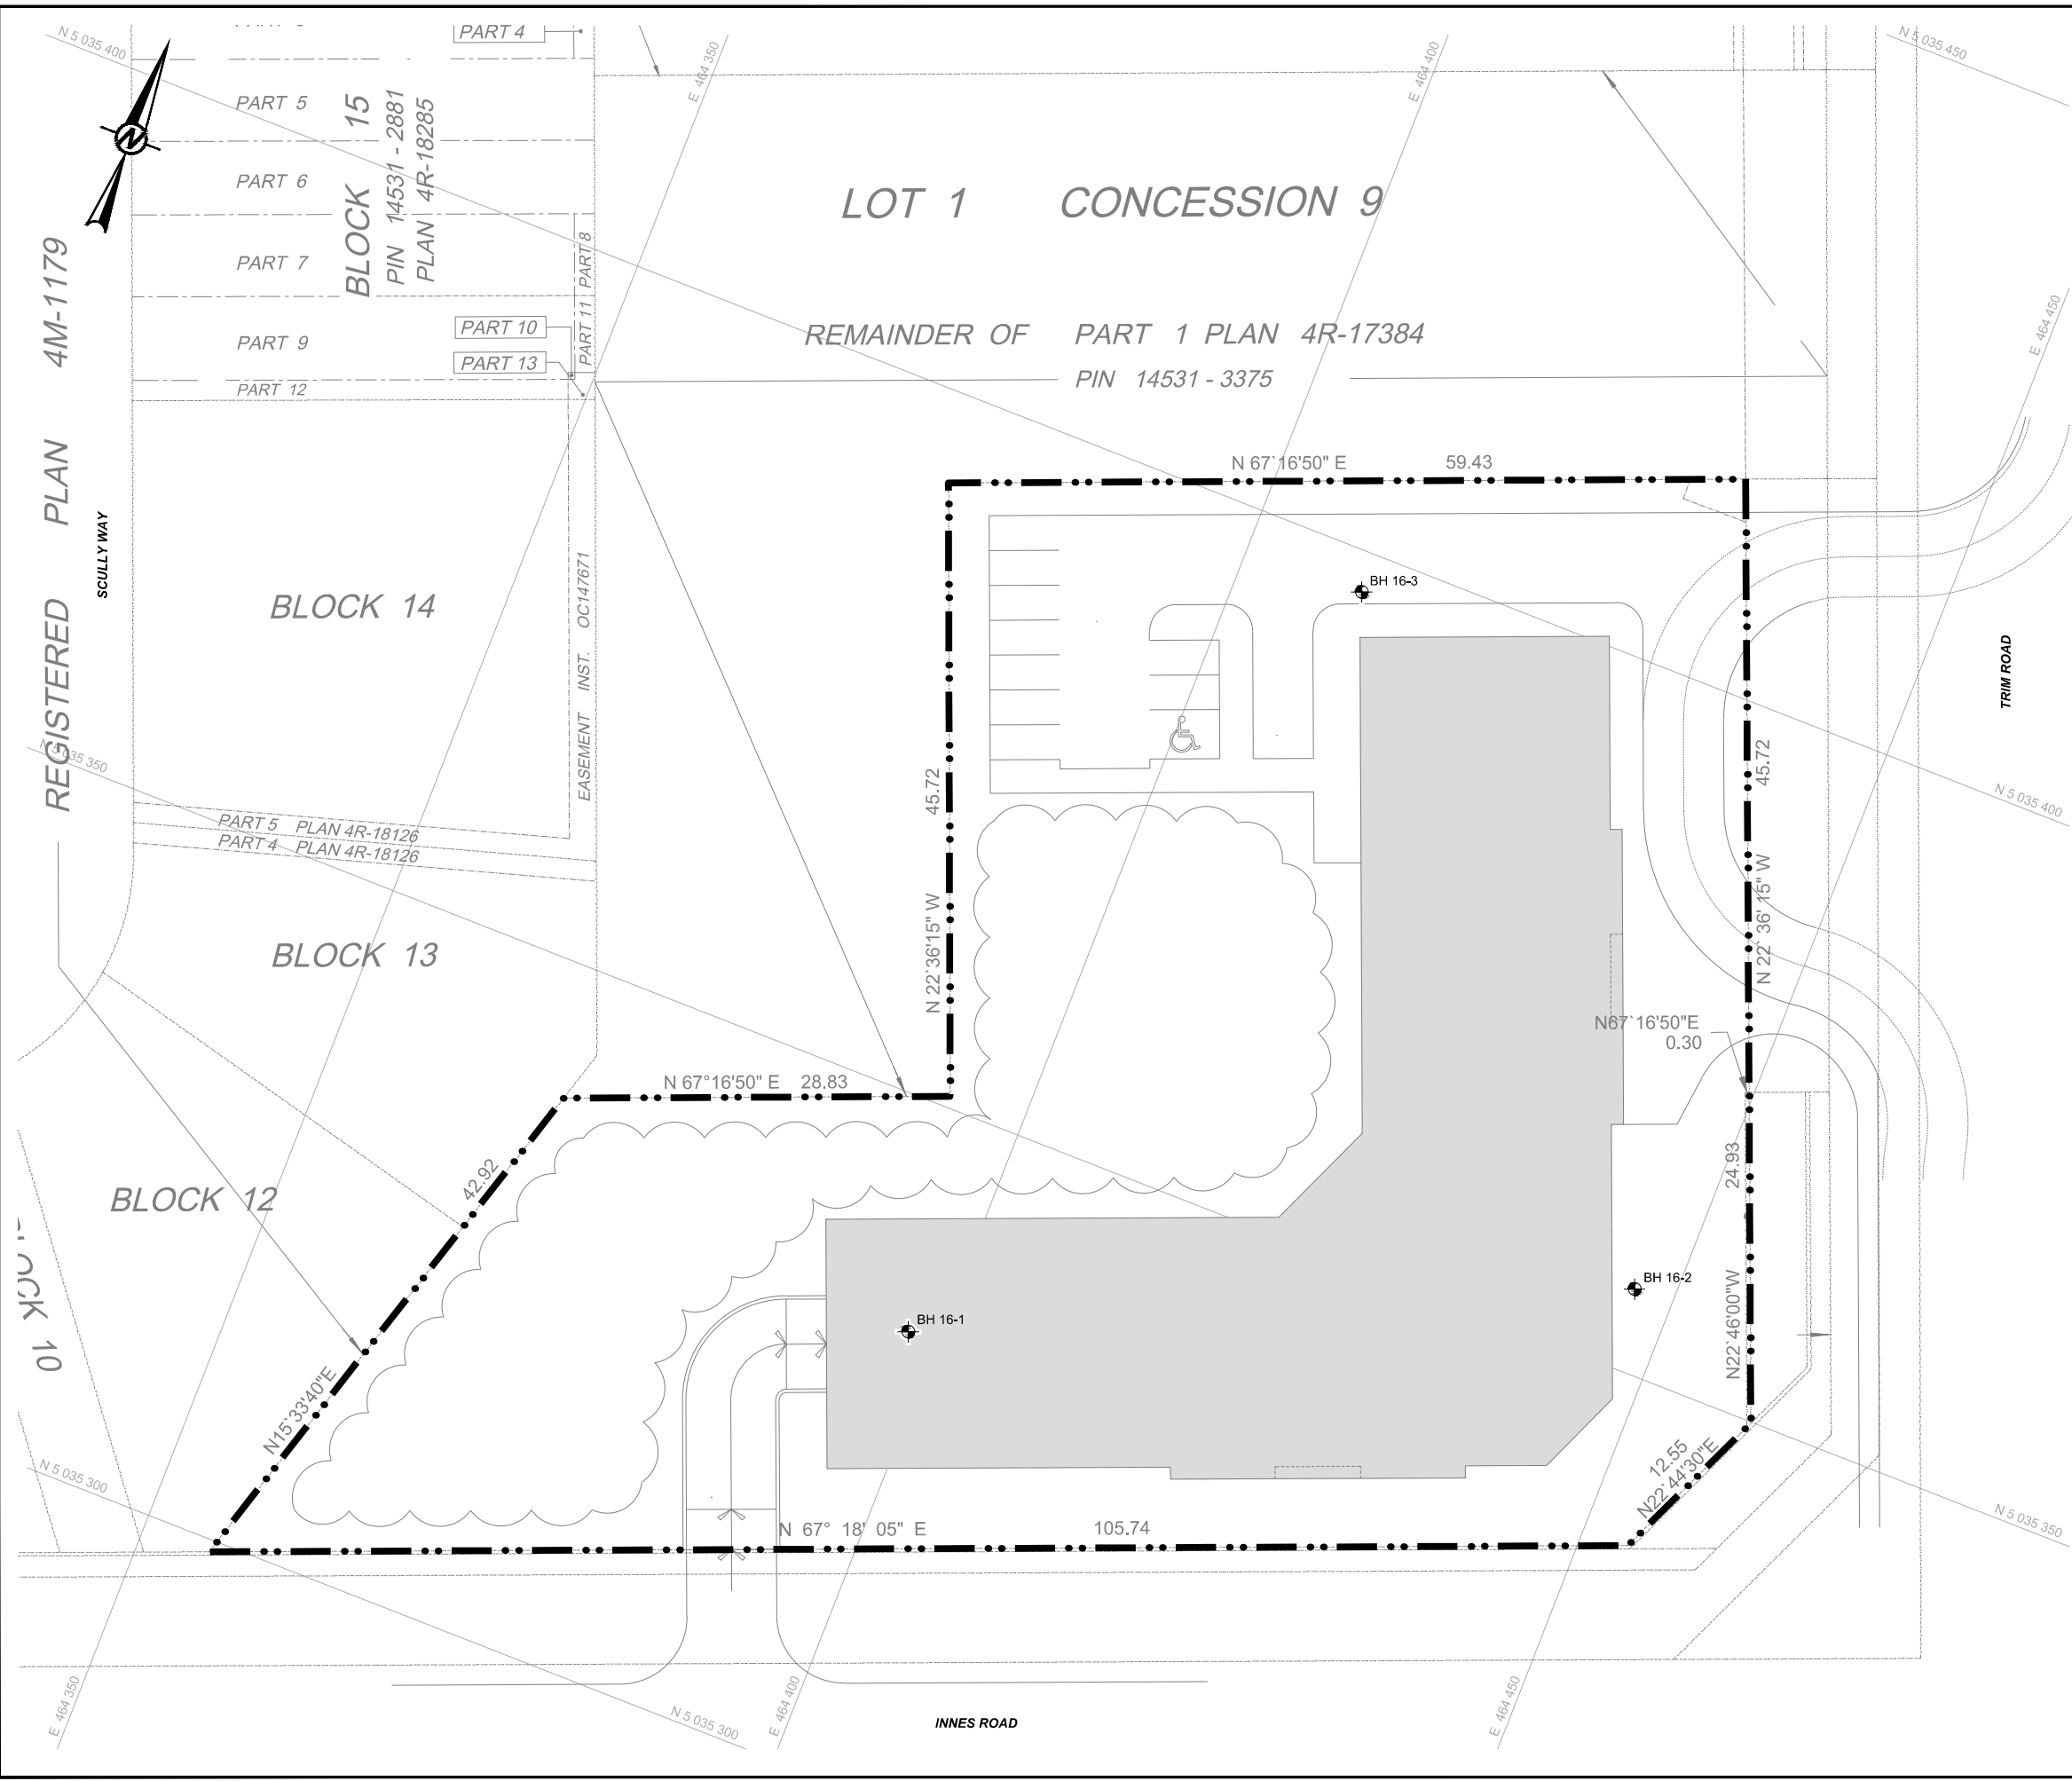 N 5 035 400
PART 4
E 464 350
E 464 400
N 5 035 450
PART 5
BLOCK 15
PIN 14531 - 2881
PLAN 4R-18285
N
PART 6
LOT 1 CONCESSION 9
PART 7
PART 8
PART 11
REGISTERED PLAN 4M-1179
PART 10
PART 9
PART 13
PART 12
REMAINDER OF PART 1 PLAN 4R-17384
PIN 14531 - 3375
E 464 450
N 67`16'50" E 59.43
SCULLY WAY
EASEMENT INST. OC147671
BLOCK 14
BH 16-3
TRIM ROAD
N 5 035 350
45.72
N 22`36'15" W
45.72
N 22` 36' 15" W
N 5 035 400
PART 5 PLAN 4R-18126
PART 4 PLAN 4R-18126
BLOCK 13
N67`16'50"E
0.30
N 67°16'50" E 28.83
42.92
N15`33'40"E
24.93
N22`46'00"W
BLOCK 12
BH 16-2
BH 16-1
10
12.55
N22`44'30"E
N 5 035 300
N 67° 18' 05" E 105.74
N 5 035 350
E 464 350
N 5 035 300
E 464 400
E 464 450
INNES ROAD